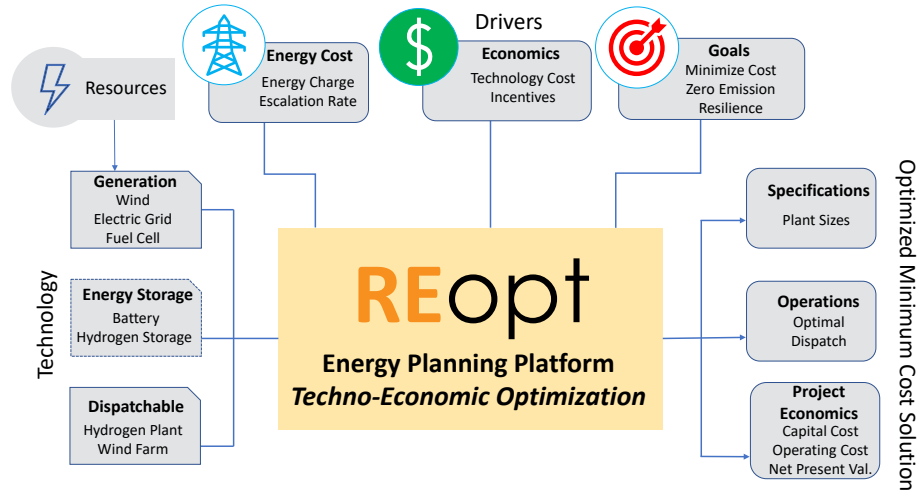 Drivers
Resources
Energy Cost
Energy Charge
Escalation Rate
Economics
Technology Cost
Incentives
Goals
Minimize Cost
Zero Emission
Resilience
Technology
Generation
Wind
Electric Grid
Fuel Cell
Energy Storage
Battery
Hydrogen Storage
Dispatchable
Hydrogen Plant
Wind Farm
$
REopt
Energy Planning Platform
Techno-Economic Optimization
Specifications
Plant Sizes
Operations
Optimal
Dispatch
Project
Economics
Capital Cost
Operating Cost
Net Present Val.
Optimized Minimum Cost Solution